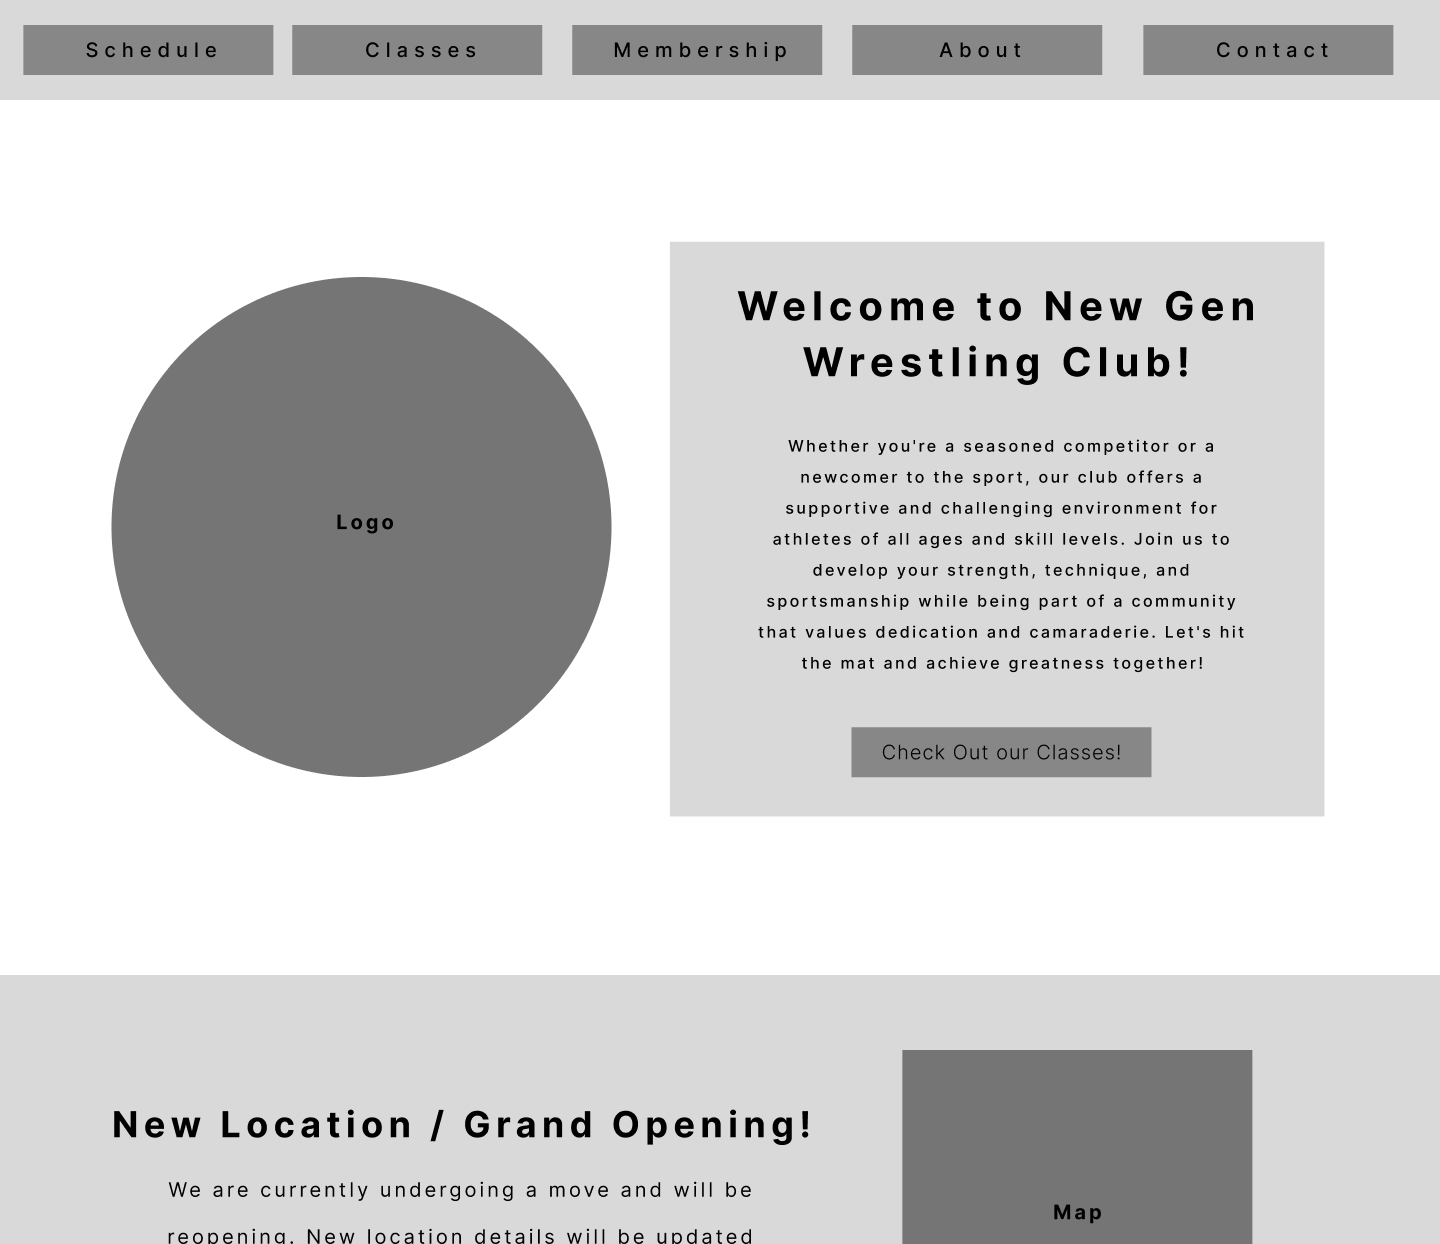 Schedule
Classes
Membership
About
Contact
Logo
Welcome to New Gen
Wrestling Club!
Whether you're a seasoned competitor or a
newcomer to the sport, our club offers a
supportive and challenging environment for
athletes of all ages and skill levels. Join us to
develop your strength, technique, and
sportsmanship while being part of a community
that values dedication and camaraderie. Let's hit
the mat and achieve greatness together!
Check Out our Classes!
New Location / Grand Opening!
We are currently undergoing a move and will be
reopening. New location details will be updated
Map